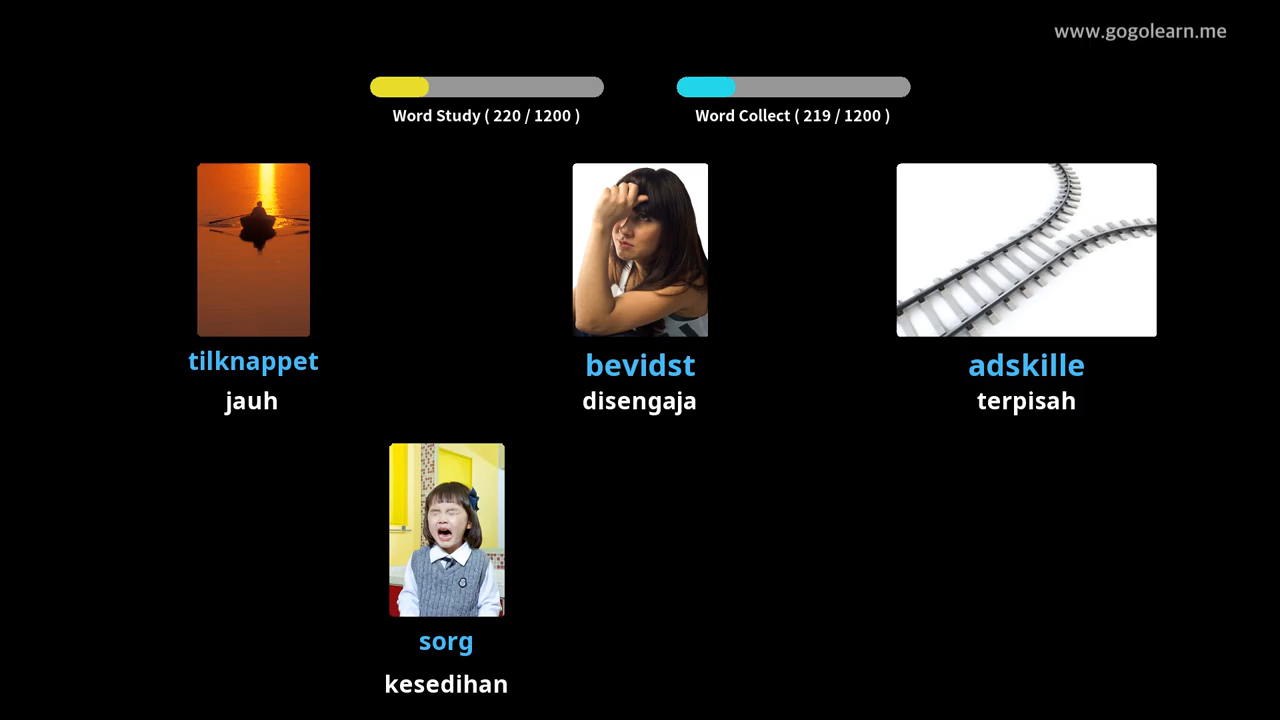 www.gogolearn.me
Word Study ( 220 / 1200 )
Word Collect ( 219 / 1200 )
tilknappet
jauh
bevidst
disengaja
adskille
terpisah
sorg
kesedihan